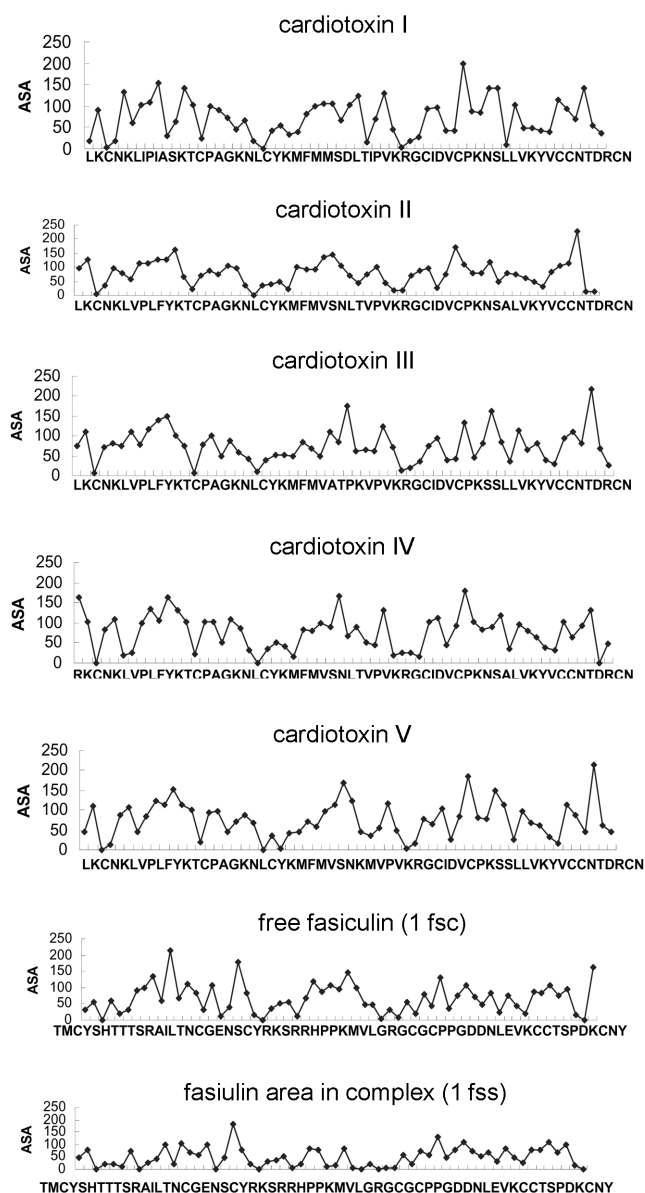 cardiotoxin I
250
200
150
100
50
0
ASA
LKCNKLIPIASKTCPAGKNLCYKMFMMSDLTIPVKRGCIDVCPKNSLLVKYVCCNTDRCN
cardiotoxin II
250
200
150
100
50
0
ASA
LKCNKLVPLFYKTCPAGKNLCYKMFMVSNLTVPVKRGCIDVCPKNSALVKYVCCNTDRCN
cardiotoxin III
250
200
150
100
50
0
ASA
LKCNKLVPLFYKTCPAGKNLCYKMFMVATPKVPVKRGCIDVCPKSSLLVKYVCCNTDRCN
cardiotoxin IV
250
200
150
100
50
0
ASA
RKCNKLVPLFYKTCPAGKNLCYKMFMVSNLTVPVKRGCIDVCPKNSALVKYVCCNTDRCN
cardiotoxin V
250
200
150
100
50
0
ASA
LKCNKLVPLFYKTCPAGKNLCYKMFMVSNKMVPVKRGCIDVCPKSSLLVKYVCCNTDRCN
free fasiculin (1 fsc)
250
200
150
100
50
0
ASA
TMCYSHTTTSRAILTNCGENSCYRKSRRHPPKMVLGRGCGCPPGDDNLEVKCCTSPDKCNY
fasiulin area in complex (1 fss)
250
200
150
100
50
0
ASA
TMCYSHTTTSRAILTNCGENSCYRKSRRHPPKMVLGRGCGCPPGDDNLEVKCCTSPDKCNY